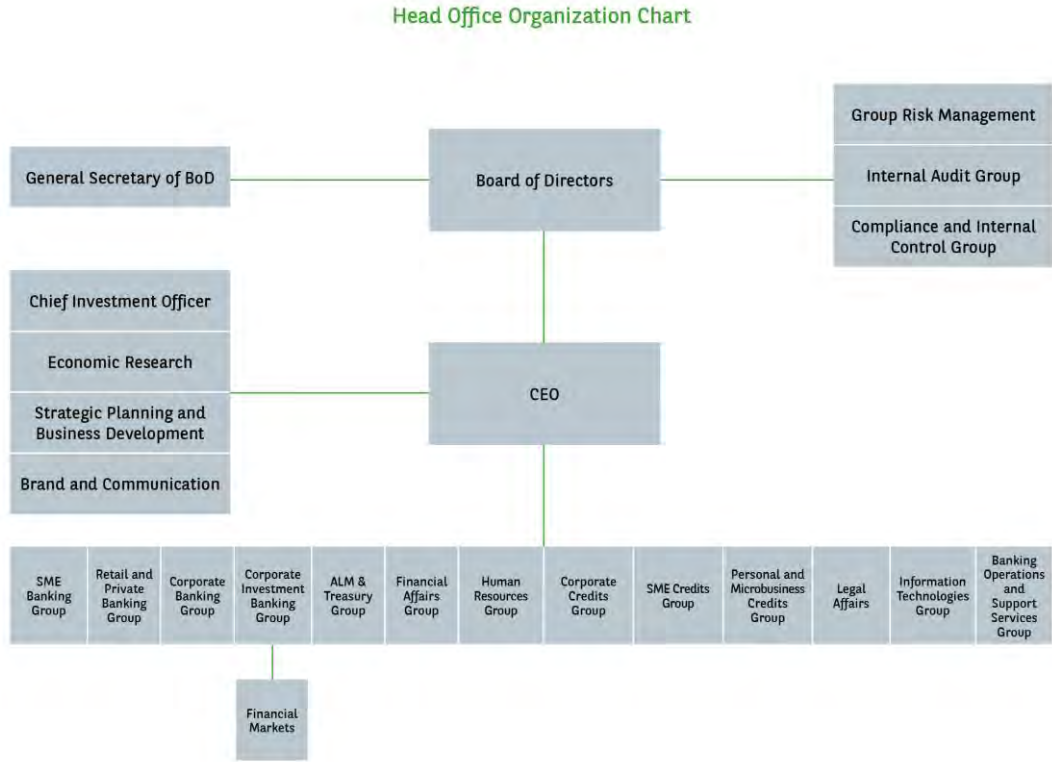 Head Office Organization Chart
Group Risk Management
General Secretary of BoD
Board of Directors
Internal Audit Group
Compliance and Internal
Control Group
Chief Investment Officer
Economic Research
CEO
Strategic Planning and
Business Development
Brand and Communication
SME
Banking
Group
Retail and
Private
Banking
Group
Corporate
Banking
Group
Corporate
Investment
Banking
Group
ALM &
Treasury
Group
Financial
Affairs
Group
Human
Resources
Group
Corporate
Credits
Group
SME Credits
Group
Personal and
Microbusiness
Credits
Group
Legal
Affairs
Information
Technologies
Group
Banking
Operations
and
Support
Services
Group
Financial
Markets